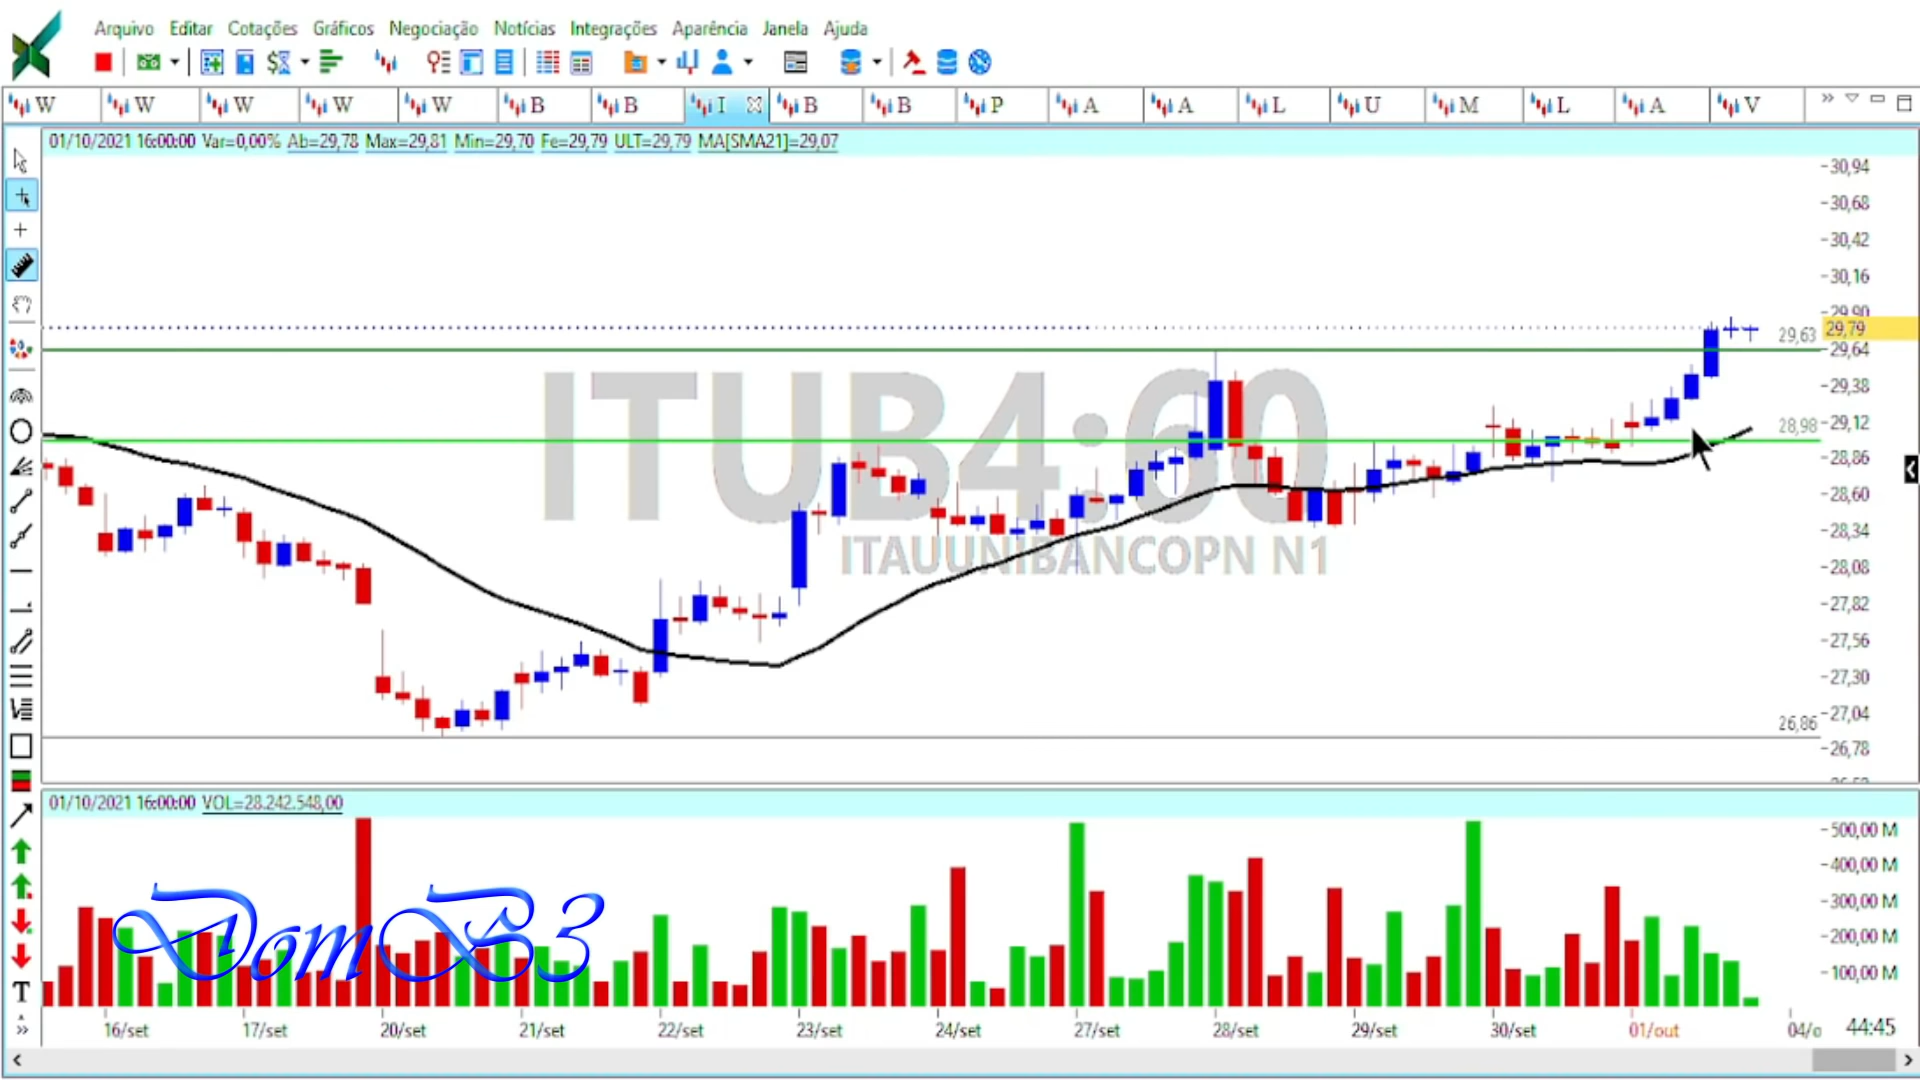 Arquivo Editar Cotações Gráficos Negociação Notícias Integrações Aparência Janela Ajuda
W W W W W B B I B B P A A L U M L A V
01/10/2021 16:00:00 Var=0,00% Ab=29,78 Max=29,81 Min=29,70 Fe=29,79 ULT=29,79 MA[SMA21]=29,07
30,94
30,68
30,42
30,16
29,90
29,79
29,63
29,64
29,38
28,98
29,12
28,86
28,60
28,34
28,08
27,82
27,56
27,30
27,04
26,86
26,78
ITUB4:60
ITAUUNIBANCOPN N1
01/10/2021 16:00:00 VOL=28.242.548,00
500,00 M
400,00 M
300,00 M
200,00 M
100,00 M
DomB3
T
16/set 17/set 20/set 21/set 22/set 23/set 24/set 27/set 28/set 29/set 30/set 01/out 04/o 44:45